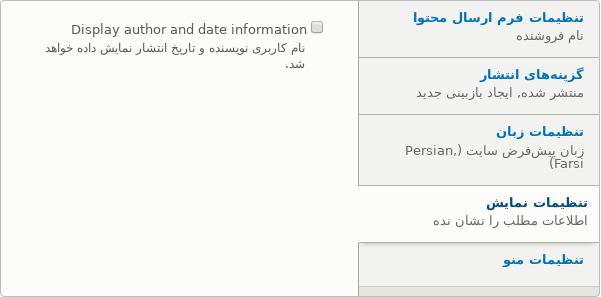 تنظیمات فرم ارسال محتوا
نام فروشنده
گزینه‌های انتشار
منتشر شده, ایجاد بازبینی جدید
تنظیمات زبان
زبان پیش‌فرض سایت (Persian,
Farsi)
تنظیمات نمایش
اطلاعات مطلب را نشان نده
تنظیمات منو
Display author and date information
نام کاربری نویسنده و تاریخ انتشار نمایش داده خواهد
شد.